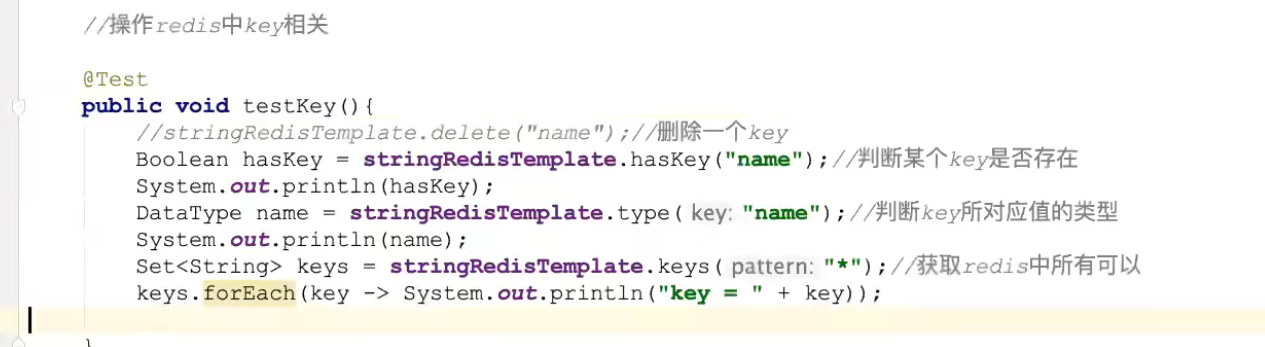 //操作redis中key相关
@Test
public void testKey(){
//stringRedisTemplate.delete("name");//删除一个key
Boolean hasKey = stringRedisTemplate.hasKey("name");//判断某个key是否存在
System.out.println(hasKey);
DataType name = stringRedisTemplate.type( key: "name");//判断key所对应值的类型
System.out.println(name);
Set<String> keys = stringRedisTemplate.keys( pattern: "*");//获取redis中所有可以
keys.forEach(key -> System.out.println("key = " + key));
}